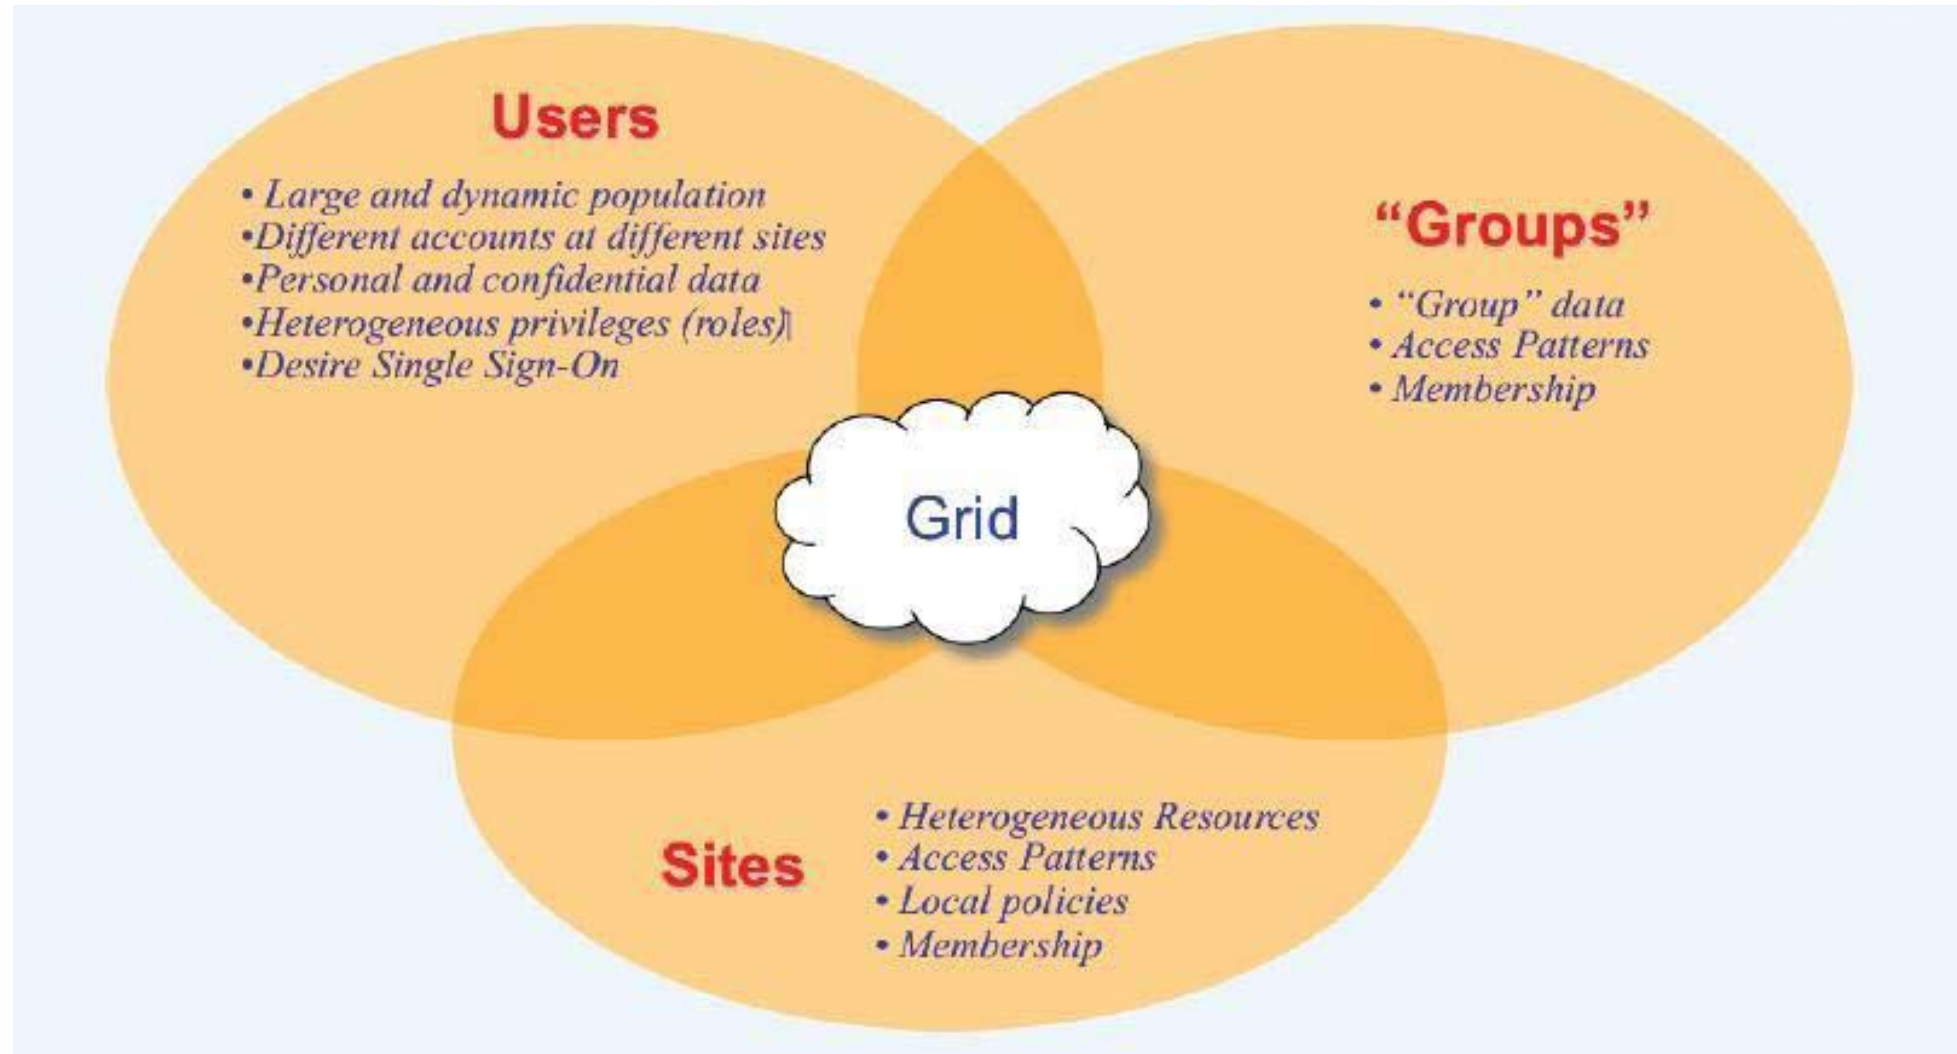 Users
• Large and dynamic population
•Different accounts at different sites
•Personal and confidential data
•Heterogeneous privileges (roles)
•Desire Single Sign-On
“Groups”
• “Group” data
• Access Patterns
• Membership
Grid
Sites
• Heterogeneous Resources
• Access Patterns
• Local policies
• Membership